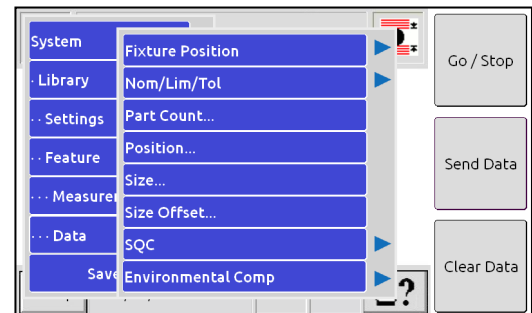 System
· Library
·· Settings
·· Feature
··· Measurer
··· Data
Save
Fixture Position
Nom/Lim/Tol
Part Count...
Position...
Size...
Size Offset...
SQC
Environmental Comp
?
Go / Stop
Send Data
Clear Data